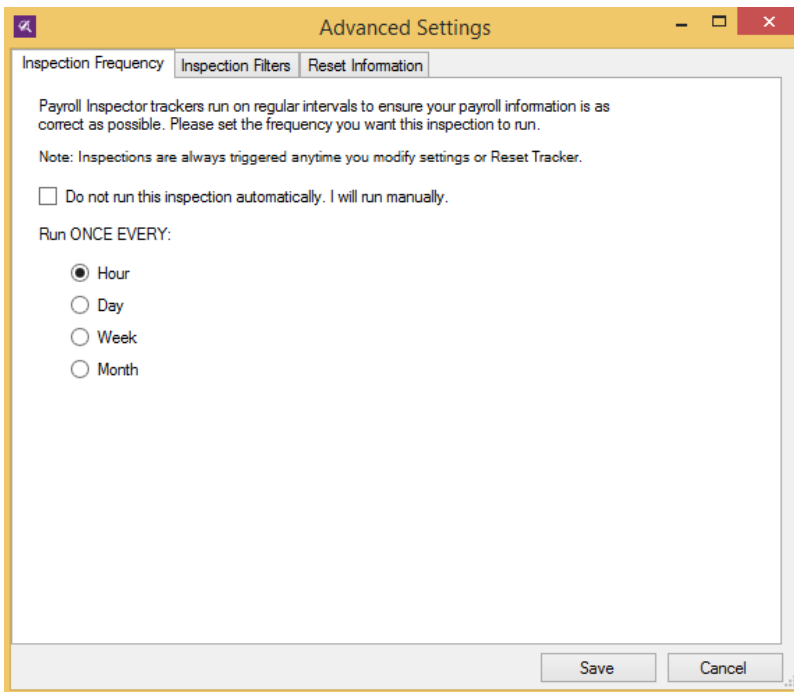 Advanced Settings
Inspection Frequency
Inspection Filters
Reset Information
Payroll Inspector trackers run on regular intervals to ensure your payroll information is as
correct as possible. Please set the frequency you want this inspection to run.
Note: Inspections are always triggered anytime you modify settings or Reset Tracker.
Do not run this inspection automatically. I will run manually.
Run ONCE EVERY:
Hour
Day
Week
Month
Save
Cancel